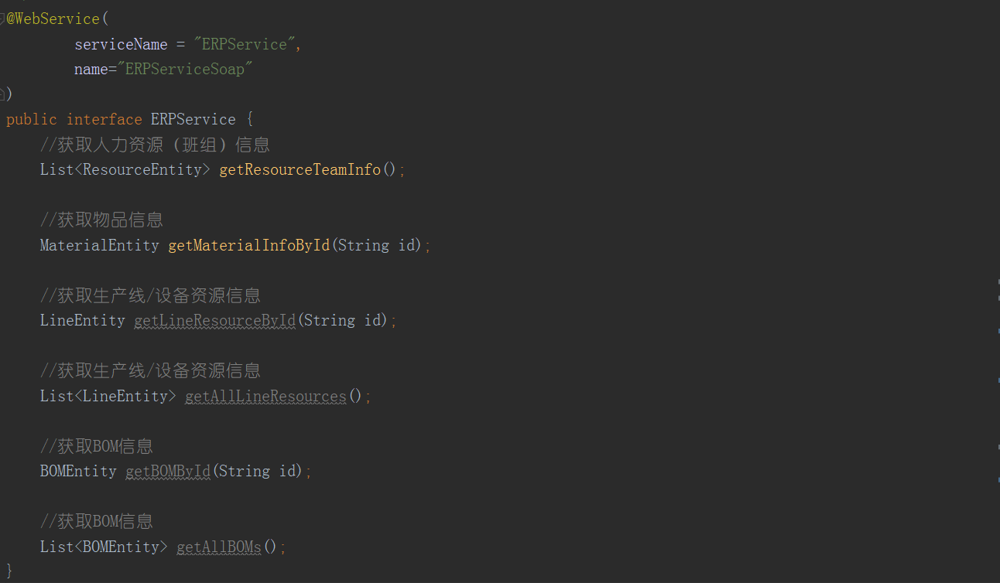 @WebService(
        serviceName = "ERPService",
        name="ERPServiceSoap"
)
public interface ERPService {
    //获取人力资源（班组）信息
    List<ResourceEntity> getResourceTeamInfo();
    //获取物品信息
    MaterialEntity getMaterialInfoById(String id);
    //获取生产线/设备资源信息
    LineEntity getLineResourceById(String id);
    //获取生产线/设备资源信息
    List<LineEntity> getAllLineResources();
    //获取BOM信息
    BOMEntity getBOMById(String id);
    //获取BOM信息
    List<BOMEntity> getAllBOMs();
}